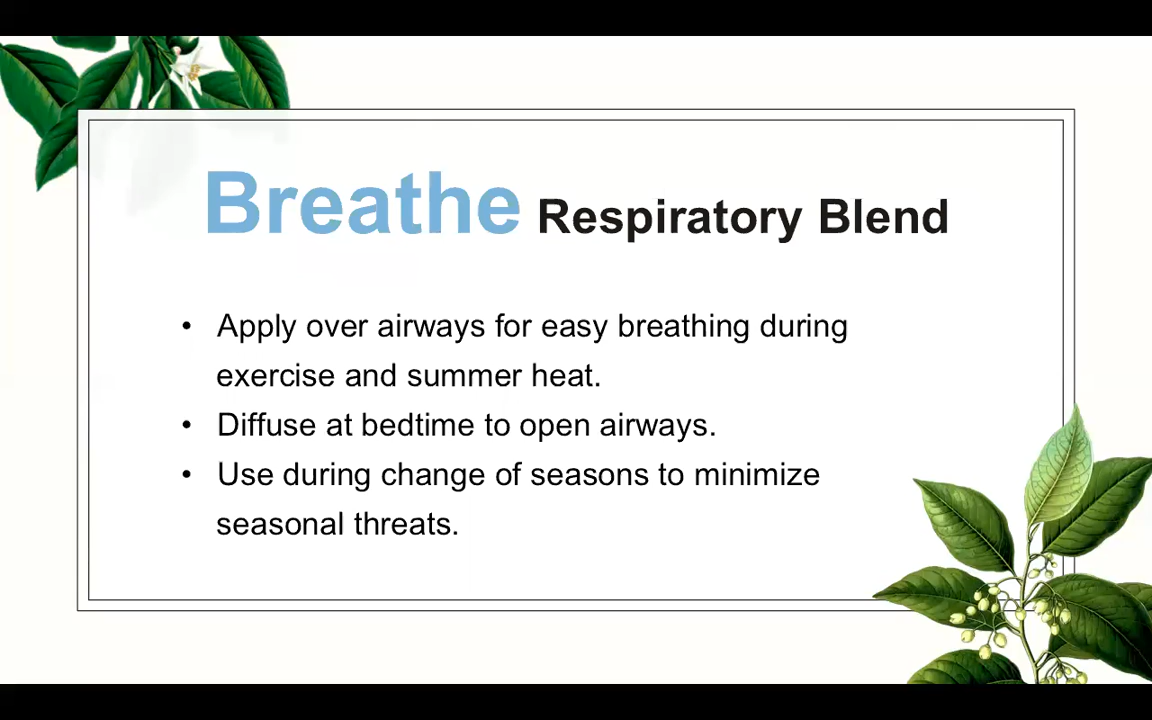 Breathe Respiratory Blend
• Apply over airways for easy breathing during
exercise and summer heat.
• Diffuse at bedtime to open airways.
• Use during change of seasons to minimize
seasonal threats.